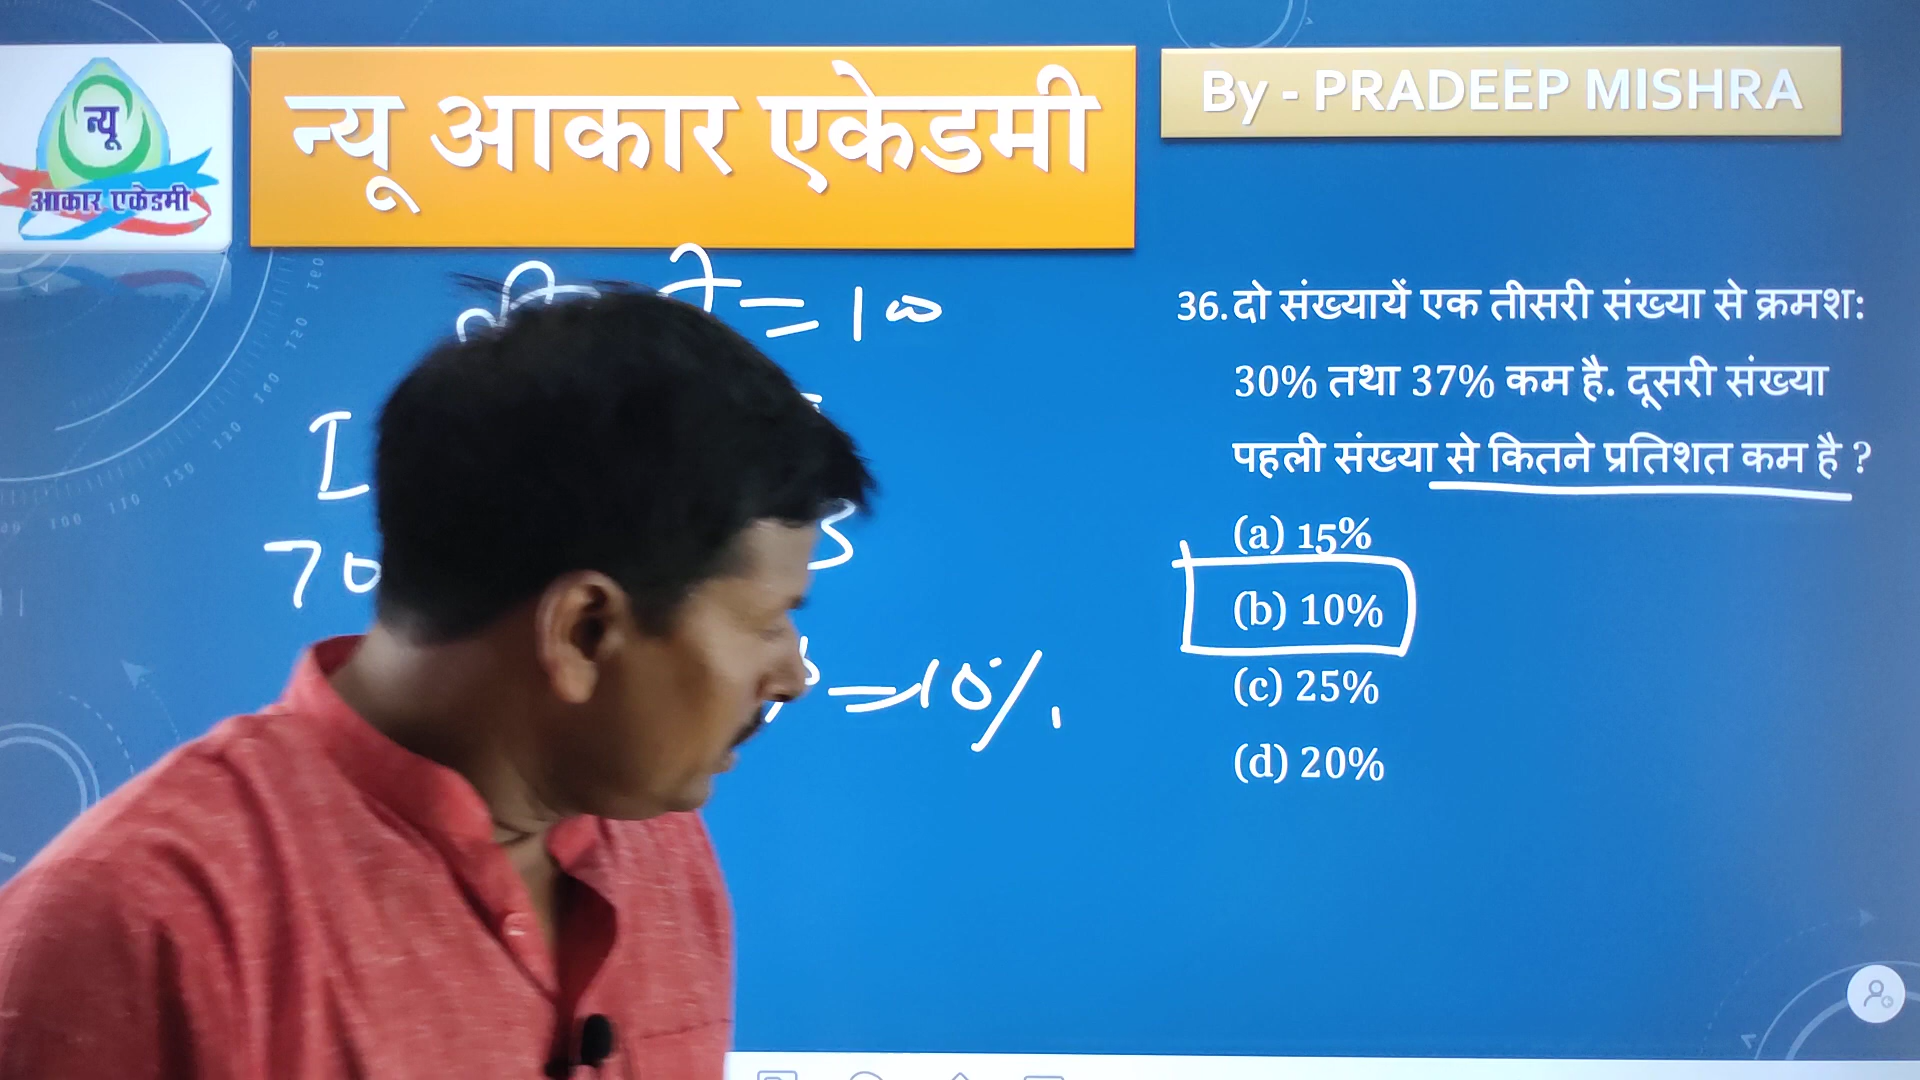 न्यू
आकार एकेडमी
न्यू आकार एकेडमी
By - PRADEEP MISHRA
= 100
I
70
3
= 10%
36. दो संख्यायें एक तीसरी संख्या से क्रमश:
30% तथा 37% कम है. दूसरी संख्या
पहली संख्या से कितने प्रतिशत कम है ?
(a) 15%
(b) 10%
(c) 25%
(d) 20%